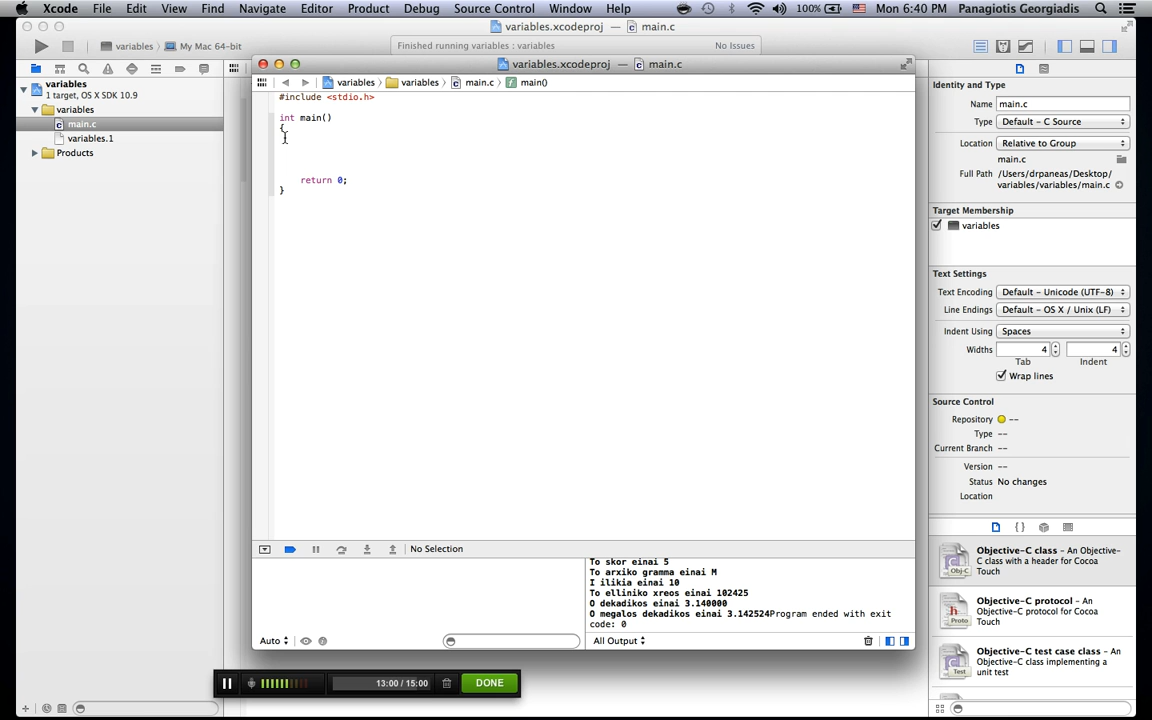 Xcode File Edit View Find Navigate Editor Product Debug Source Control Window Help 100% Mon 6:40 PM Panagiotis Georgiadis
variables.xcodeproj — main.c
variables My Mac 64-bit Finished running variables : variables No Issues
variables
1 target, OS X SDK 10.9
variables
main.c
variables.1
Products
variables.xcodeproj — main.c
variables variables main.c main()
#include <stdio.h>
int main()
{
return 0;
}
No Selection
Auto
To skor einai 5
To arxiko gramma einai M
I ilikia einai 10
To elliniko xreos einai 102425
O dekadikos einai 3.140000
O megalos dekadikos einai 3.142524Program ended with exit
code: 0
All Output
13:00 / 15:00 DONE
Identity and Type
Name main.c
Type Default - C Source
Location Relative to Group
main.c
Full Path /Users/drpaneas/Desktop/
variables/variables/main.c
Target Membership
variables
Text Settings
Text Encoding Default - Unicode (UTF-8)
Line Endings Default - OS X / Unix (LF)
Indent Using Spaces
Widths 4 4
Tab Indent
Wrap lines
Source Control
Repository --
Type --
Current Branch --
Version --
Status No changes
Location
Objective-C class - An Objective-
C class with a header for Cocoa
Touch
Obj-C
Objective-C protocol - An
Objective-C protocol for Cocoa
Touch
Proto
Objective-C test case class - An
Objective-C class implementing a
unit test
Test